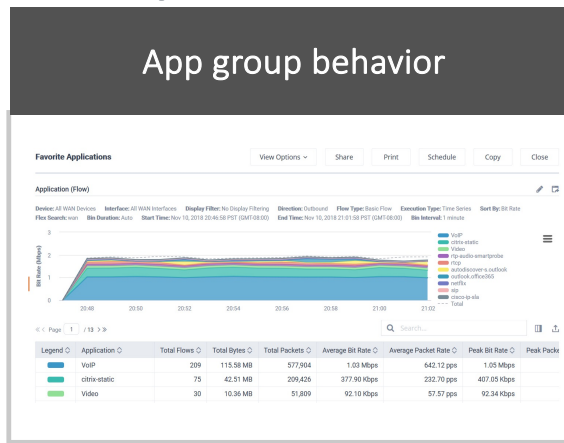 App group behavior
Favorite Applications
View Options
Share
Print
Schedule
Copy
Close
Application (Flow)
Device: All WAN Devices Interface: All WAN Interfaces Display Filter: No Display Filtering Direction: Outbound Flow Type: Basic Flow Execution Type: Time Series Sort By: Bit Rate
Flex Search: wan Bin Duration: Auto Start Time: Nov 10, 2018 20:46:58 PST (GMT-08:00) End Time: Nov 10, 2018 21:01:58 PST (GMT-08:00) Bin Interval: 1 minute
Bit Rate (Mbps)
3
2
1
0
20:48 20:50 20:52 20:54 20:56 20:58 21:00 21:02
VoIP
citrix-static
Video
rtp-audio-smartprobe
rtcp
autodiscover-s.outlook
outlook.office365
netflix
sip
cisco-ip-sla
Total
Page 1 / 13
Search...
Legend Application Total Flows Total Bytes Total Packets Average Bit Rate Average Packet Rate Peak Bit Rate Peak Packe
VoIP 209 115.58 MB 577,904 1.03 Mbps 642.12 pps 1.05 Mbps
citrix-static 75 42.51 MB 209,426 377.90 Kbps 232.70 pps 407.05 Kbps
Video 30 10.36 MB 51,809 92.10 Kbps 57.57 pps 92.34 Kbps